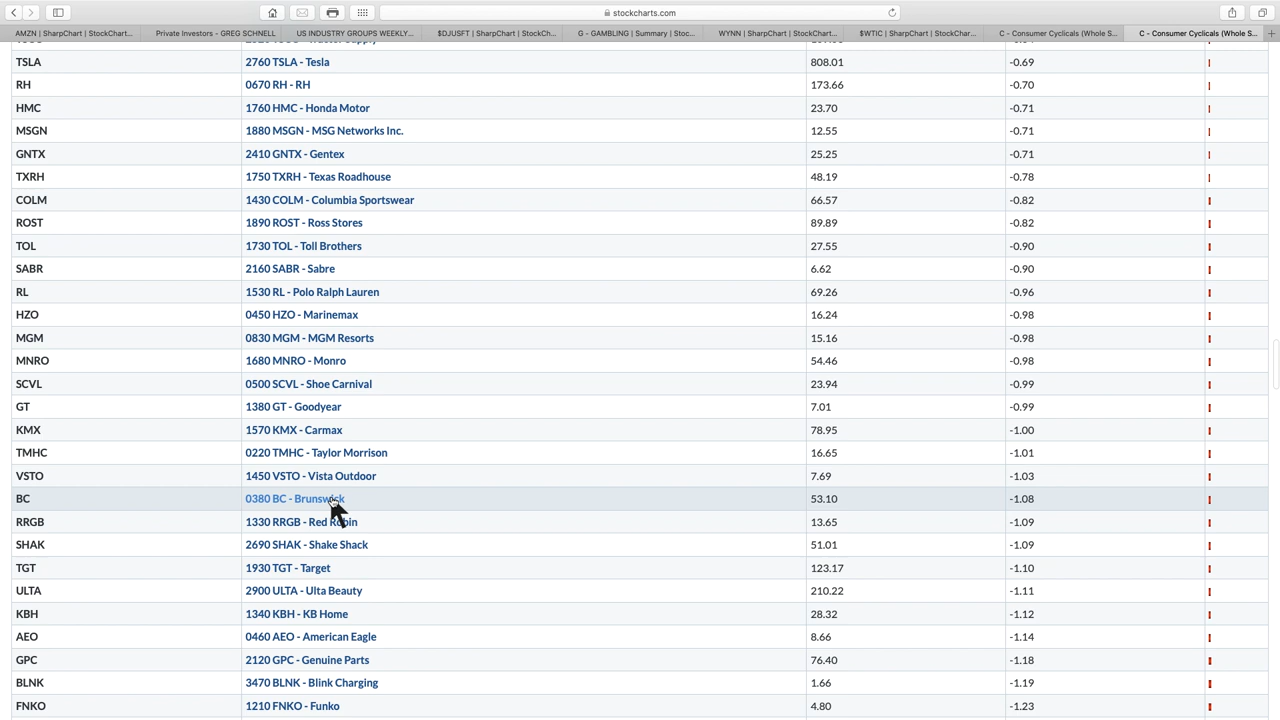 stockcharts.com
AMZN | SharpChart | StockChart... Private Investors - GREG SCHNELL US INDUSTRY GROUPS WEEKLY... $DJUSFT | SharpChart | StockCh... G - GAMBLING | Summary | Stoc... WYNN | SharpChart | StockChart... $WTIC | SharpChart | StockChar... C - Consumer Cyclicals (Whole S... C - Consumer Cyclicals (Whole S...
TSLA 2760 TSLA - Tesla 808.01 -0.69
RH 0670 RH - RH 173.66 -0.70
HMC 1760 HMC - Honda Motor 23.70 -0.71
MSGN 1880 MSGN - MSG Networks Inc. 12.55 -0.71
GNTX 2410 GNTX - Gentex 25.25 -0.71
TXRH 1750 TXRH - Texas Roadhouse 48.19 -0.78
COLM 1430 COLM - Columbia Sportswear 66.57 -0.82
ROST 1890 ROST - Ross Stores 89.89 -0.82
TOL 1730 TOL - Toll Brothers 27.55 -0.90
SABR 2160 SABR - Sabre 6.62 -0.90
RL 1530 RL - Polo Ralph Lauren 69.26 -0.96
HZO 0450 HZO - Marinemax 16.24 -0.98
MGM 0830 MGM - MGM Resorts 15.16 -0.98
MNRO 1680 MNRO - Monro 54.46 -0.98
SCVL 0500 SCVL - Shoe Carnival 23.94 -0.99
GT 1380 GT - Goodyear 7.01 -0.99
KMX 1570 KMX - Carmax 78.95 -1.00
TMHC 0220 TMHC - Taylor Morrison 16.65 -1.01
VSTO 1450 VSTO - Vista Outdoor 7.69 -1.03
BC 0380 BC - Brunswick 53.10 -1.08
RRGB 1330 RRGB - Red Robin 13.65 -1.09
SHAK 2690 SHAK - Shake Shack 51.01 -1.09
TGT 1930 TGT - Target 123.17 -1.10
ULTA 2900 ULTA - Ulta Beauty 210.22 -1.11
KBH 1340 KBH - KB Home 28.32 -1.12
AEO 0460 AEO - American Eagle 8.66 -1.14
GPC 2120 GPC - Genuine Parts 76.40 -1.18
BLNK 3470 BLNK - Blink Charging 1.66 -1.19
FNKO 1210 FNKO - Funko 4.80 -1.23